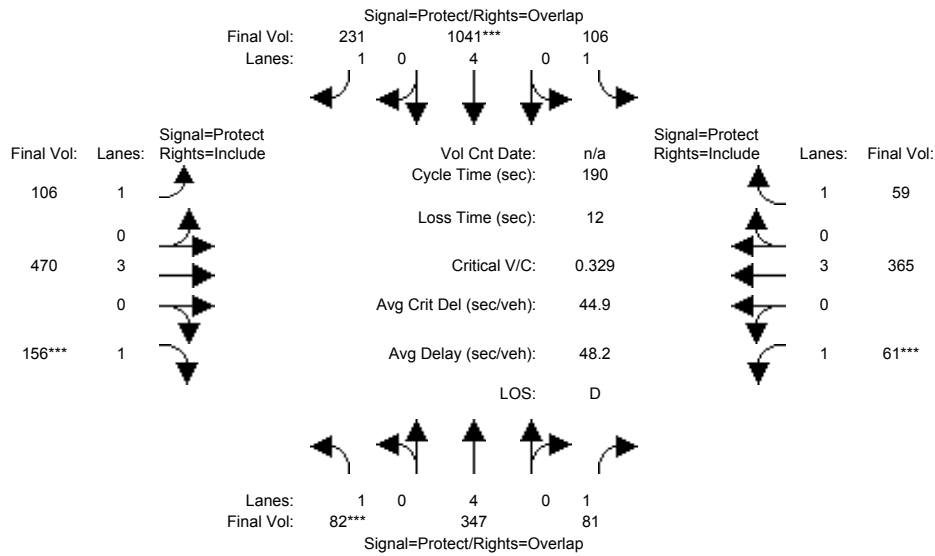 Signal=Protect/Rights=Overlap
Final Vol: 231 1041*** 106
Lanes: 1 0 4 0 1
Signal=Protect Signal=Protect
Final Vol: Lanes: Rights=Include Vol Cnt Date: n/a Rights=Include Lanes: Final Vol:
Cycle Time (sec): 190
106 1 1 59
Loss Time (sec): 12
0 0
470 3 Critical V/C: 0.329 3 365
0 Avg Crit Del (sec/veh): 44.9 0
156*** 1 Avg Delay (sec/veh): 48.2 1 61***
LOS: D
Lanes: 1 0 4 0 1
Final Vol: 82*** 347 81
Signal=Protect/Rights=Overlap